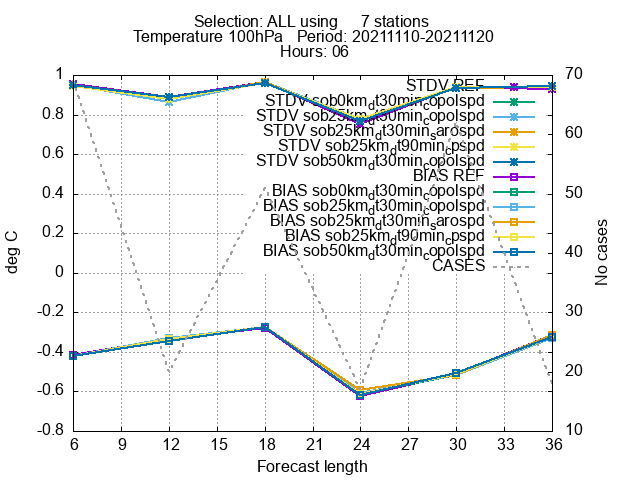 Selection: ALL using 7 stations
Temperature 100hPa Period: 20211110-20211120
Hours: 06
1
0.8
0.6
0.4
0.2
0
-0.2
-0.4
-0.6
-0.8
deg C
70
60
50
40
30
20
10
No cases
STDV REF
STDV sob0km_dt30min_copolspd
STDV sob25km_dt30min_copolspd
STDV sob25km_dt30min_sarospd
STDV sob25km_dt90min_cpspd
STDV sob50km_dt30min_copolspd
BIAS REF
BIAS sob0km_dt30min_copolspd
BIAS sob25km_dt30min_copolspd
BIAS sob25km_dt30min_sarospd
BIAS sob25km_dt90min_cpspd
BIAS sob50km_dt30min_copolspd
CASES
6 9 12 15 18 21 24 27 30 33 36
Forecast length